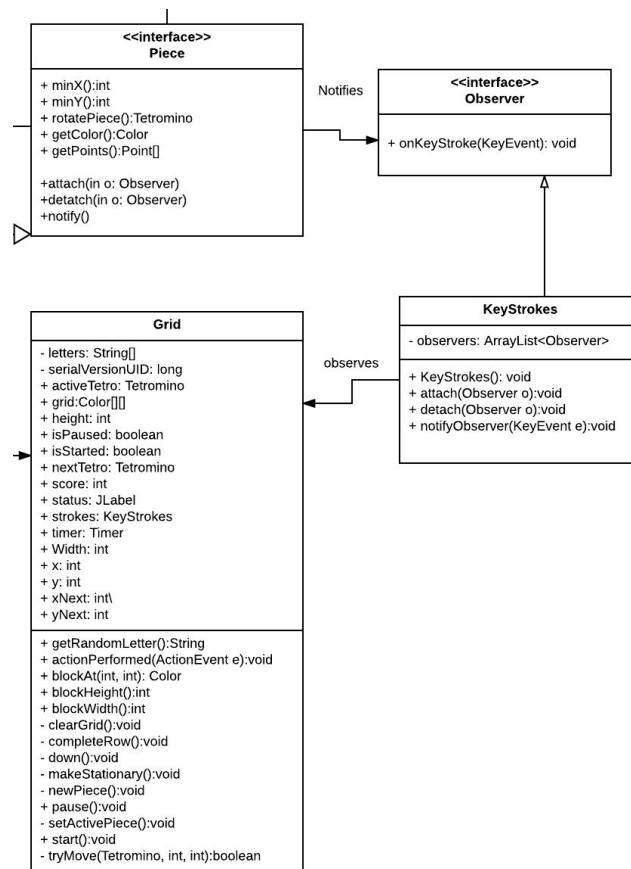 <<interface>>
Piece
+ minX():int
+ minY():int
+ rotatePiece():Tetromino
+ getColor():Color
+ getPoints():Point[]
+attach(in o: Observer)
+detatch(in o: Observer)
+notify()
Notifies
<<interface>>
Observer
+ onKeyStroke(KeyEvent): void
Grid
- letters: String[]
- serialVersionUID: long
+ activeTetro: Tetromino
+ grid:Color[][]
+ height: int
+ isPaused: boolean
+ isStarted: boolean
+ nextTetro: Tetromino
+ score: int
+ status: JLabel
+ strokes: KeyStrokes
+ timer: Timer
+ Width: int
+ x: int
+ y: int
+ xNext: int\
+ yNext: int
+ getRandomLetter():String
+ actionPerformed(ActionEvent e):void
+ blockAt(int, int): Color
+ blockHeight():int
+ blockWidth():int
- clearGrid():void
- completeRow():void
- down():void
- makeStationary():void
- newPiece():void
+ pause():void
- setActivePiece():void
+ start():void
- tryMove(Tetromino, int, int):boolean
observes
KeyStrokes
- observers: ArrayList<Observer>
+ KeyStrokes(): void
+ attach(Observer o):void
+ detach(Observer o):void
+ notifyObserver(KeyEvent e):void